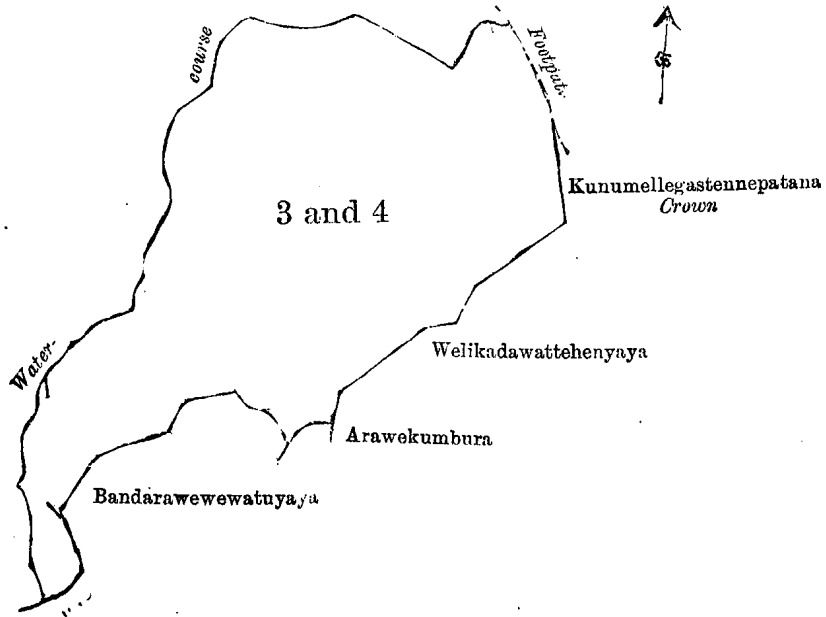 course
Footpath
Kunumellegastennepatana
Crown
3 and 4
Welikadawattehenyaya
Water-
Arawekumbura
Bandarawewewatuyaya